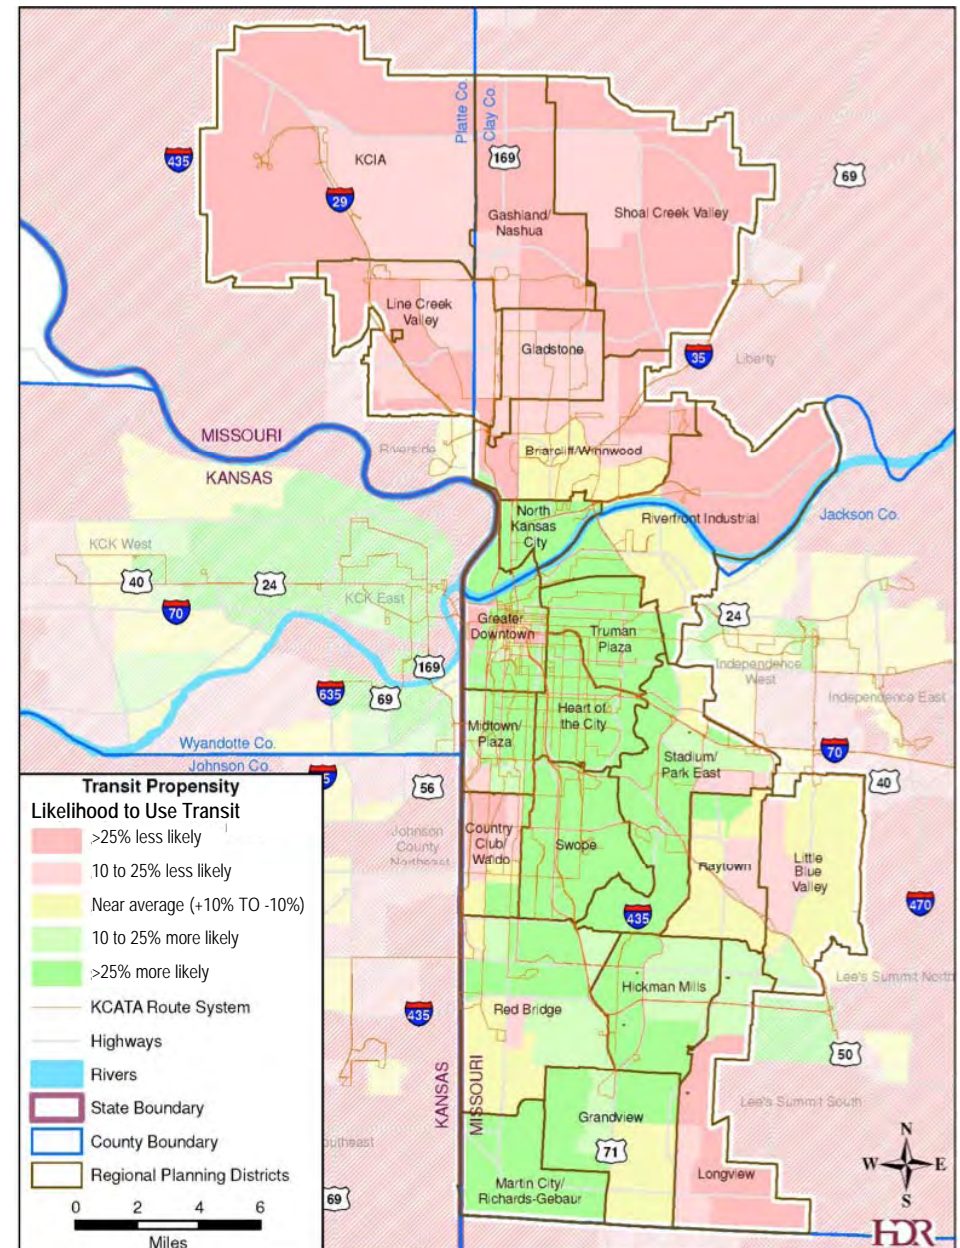 Platte Co.
Clay Co.
435
KCIA
169
69
29
Gashland/
Nashua
Shoal Creek Valley
Line Creek
Valley
Gladstone
35
Liberty
MISSOURI
KANSAS
Riverside
Briarcliff/Winnwood
North
Kansas
City
Riverfront Industrial
Jackson Co.
KCK West
40
24
KCK East
70
24
Greater
Downtown
Truman
Plaza
169
Independence
West
635
69
Independence East
Heart of
the City
Midtown/
Plaza
Wyandotte Co.
Johnson Co.
70
Stadium/
Park East
40
56
5
Johnson
County
Northeast
Country
Club/
Waldo
Swope
Raytown
Little
Blue
Valley
470
435
Lee's Summit North
Hickman Mills
Red Bridge
435
50
KANSAS
MISSOURI
Lee's Summit South
Grandview
outheast
71
Longview
Martin City/
Richards-Gebaur
69
Transit Propensity
Likelihood to Use Transit
>25% less likely
10 to 25% less likely
Near average (+10% TO -10%)
10 to 25% more likely
>25% more likely
KCATA Route System
Highways
Rivers
State Boundary
County Boundary
Regional Planning Districts
0 2 4 6
Miles
N
W E
S
HDR